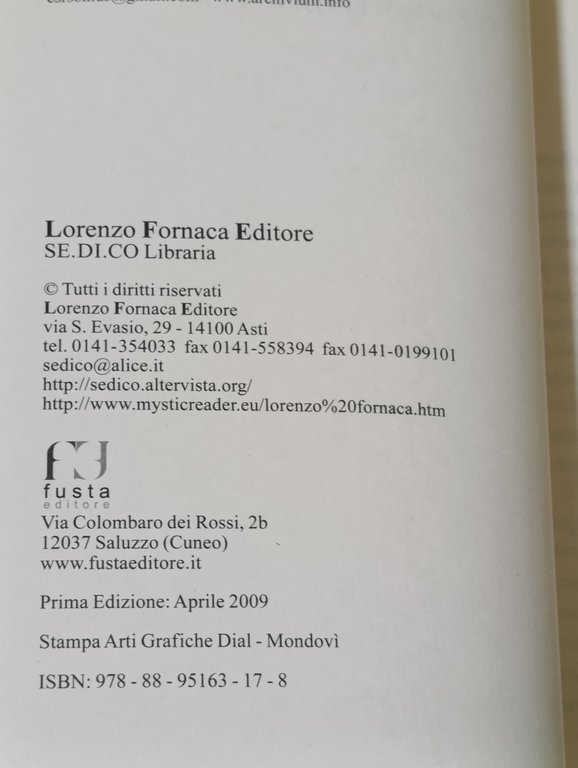 Lorenzo Fornaca Editore
SE.DI.CO Libraria
© Tutti i diritti riservati
Lorenzo Fornaca Editore
via S. Evasio, 29 - 14100 Asti
tel. 0141-354033 fax 0141-558394 fax 0141-0199101
sedico@alice.it
http://sedico.altervista.org/
http://www.mysticreader.eu/lorenzo%20fornaca.htm
fusta
editore
Via Colombaro dei Rossi, 2b
12037 Saluzzo (Cuneo)
www.fustaeditore.it
Prima Edizione: Aprile 2009
Stampa Arti Grafiche Dial - Mondovì
ISBN: 978 - 88 - 95163 - 17 - 8